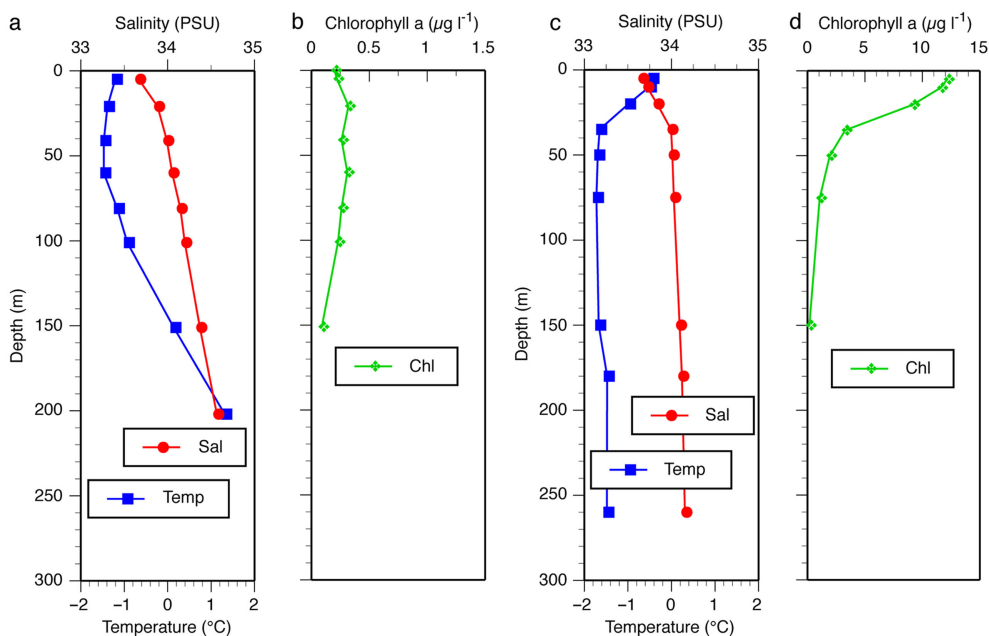 a
Salinity (PSU)
33 34 35
0
50
100
150
200
250
300
Depth (m)
Sal
Temp
−2 −1 0 1 2
Temperature (°C)
b
Chlorophyll a (µg l-1)
0 0.5 1 1.5
Chl
c
Salinity (PSU)
33 34 35
0
50
100
150
200
250
300
Depth (m)
Sal
Temp
−2 −1 0 1 2
Temperature (°C)
d
Chlorophyll a (µg l-1)
0 5 10 15
Chl